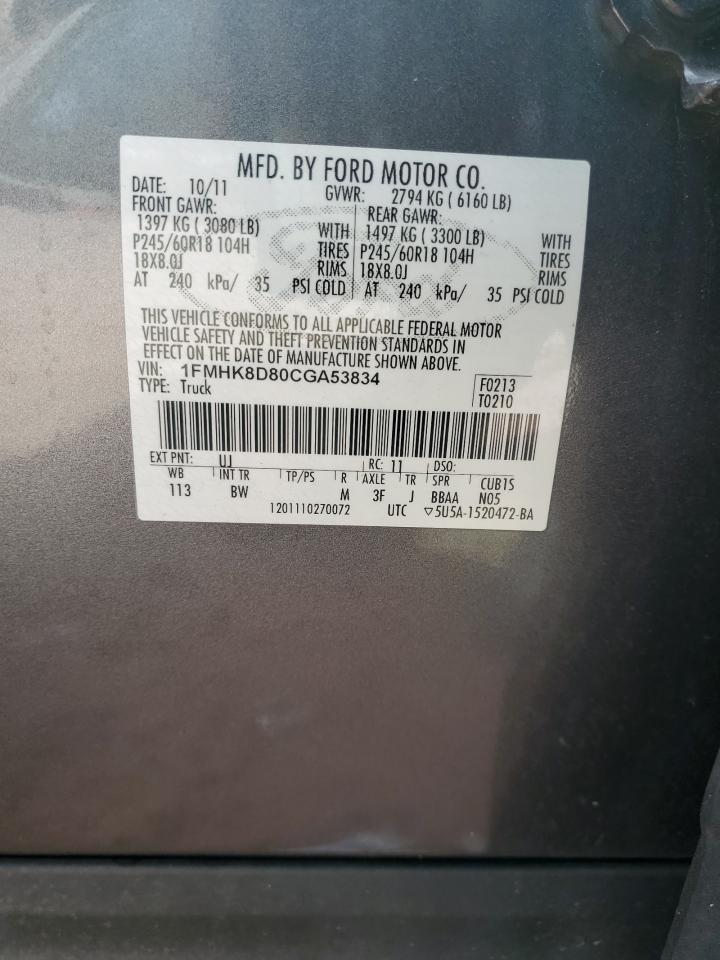 MFD. BY FORD MOTOR CO.
DATE: 10/11 GVWR: 2794 KG ( 6160 LB)
FRONT GAWR: REAR GAWR:
1397 KG ( 3080 LB) WITH 1497 KG ( 3300 LB) WITH
P245/60R18 104H TIRES P245/60R18 104H TIRES
18X8.0J RIMS 18X8.0J RIMS
AT 240 kPa/ 35 PSI COLD AT 240 kPa/ 35 PSI COLD
THIS VEHICLE CONFORMS TO ALL APPLICABLE FEDERAL MOTOR
VEHICLE SAFETY AND THEFT PREVENTION STANDARDS IN
EFFECT ON THE DATE OF MANUFACTURE SHOWN ABOVE.
VIN: 1FMHK8D80CGA53834 F0213
TYPE: Truck T0210
EXT PNT: UJ RC: 11 DSO:
WB INT TR TP/PS R AXLE TR SPR CUB1S
113 BW M 3F J BBAA N05
1201110270072 UTC ▽5U5A-1520472-BA